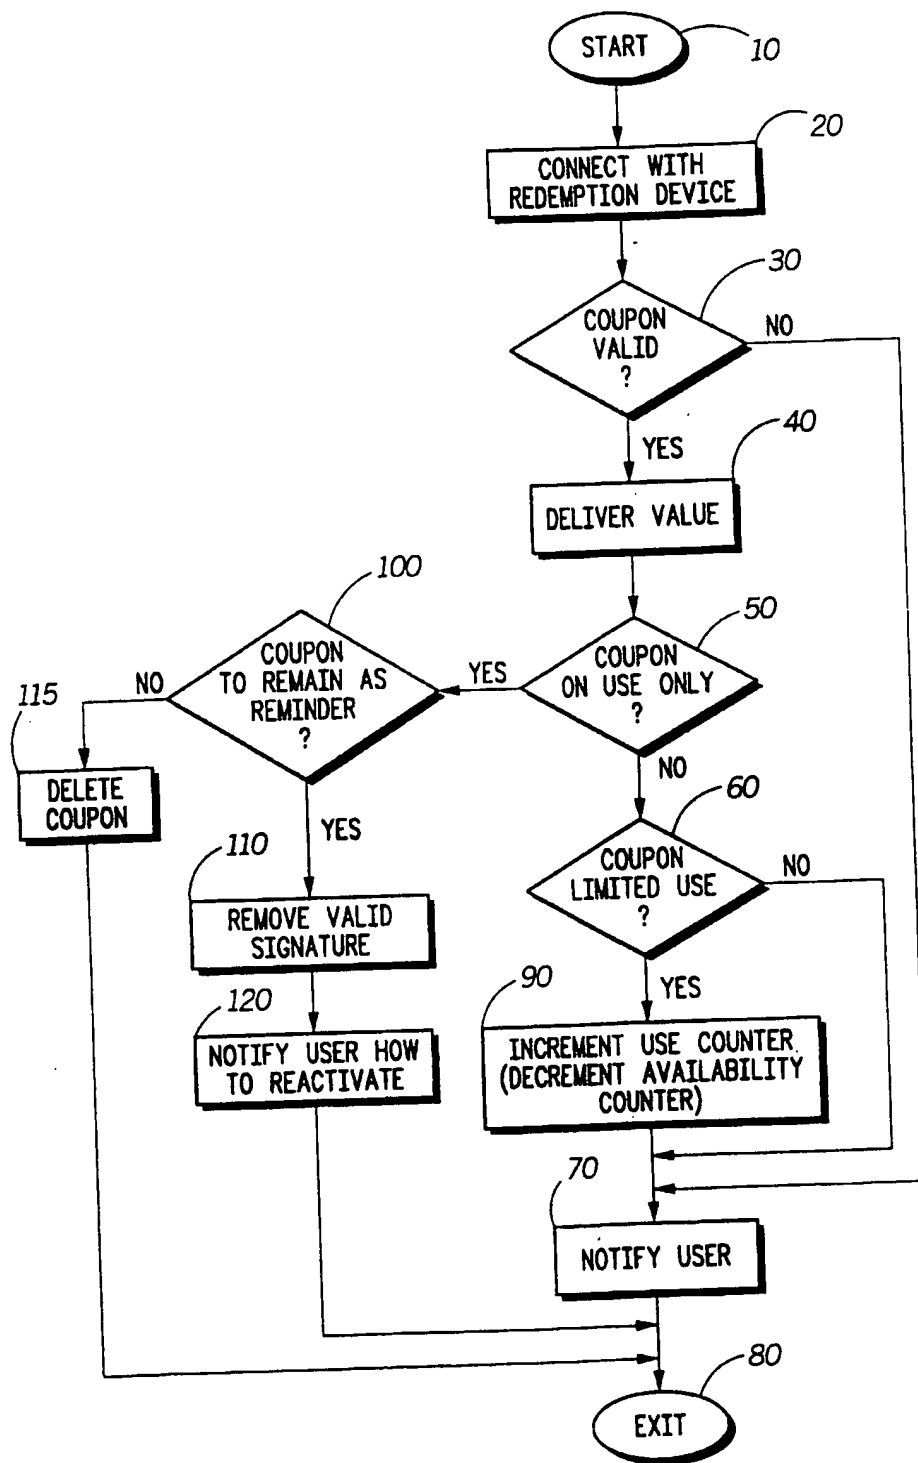 START
10
20
CONNECT WITH
REDEMPTION DEVICE
30
COUPON
VALID
?
NO
YES
40
DELIVER VALUE
100
COUPON
TO REMAIN AS
REMINDER
?
YES
50
COUPON
ON USE ONLY
?
NO
115
DELETE
COUPON
YES
NO
60
COUPON
LIMITED USE
?
NO
110
REMOVE VALID
SIGNATURE
YES
90
INCREMENT USE COUNTER
(DECREMENT AVAILABILITY
COUNTER)
120
NOTIFY USER HOW
TO REACTIVATE
70
NOTIFY USER
80
EXIT